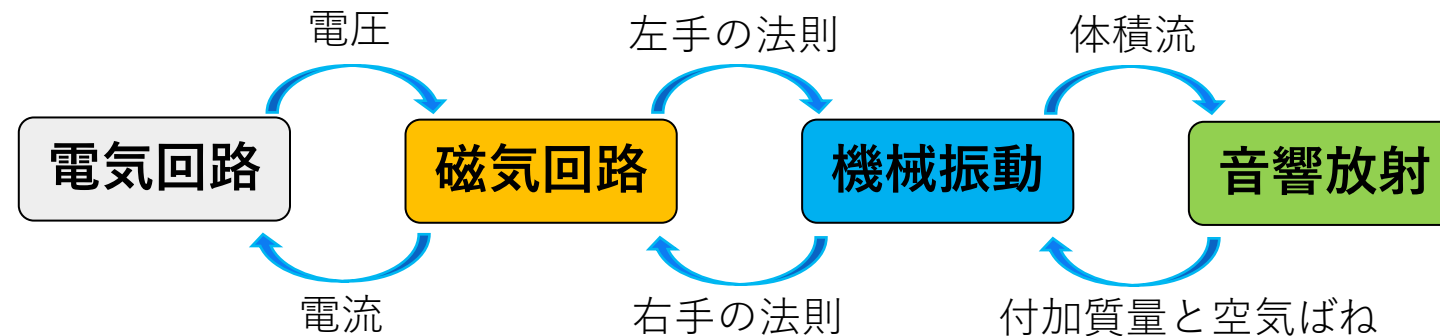 電圧
左手の法則
体積流
電気回路
磁気回路
機械振動
音響放射
電流
右手の法則
付加質量と空気ばね